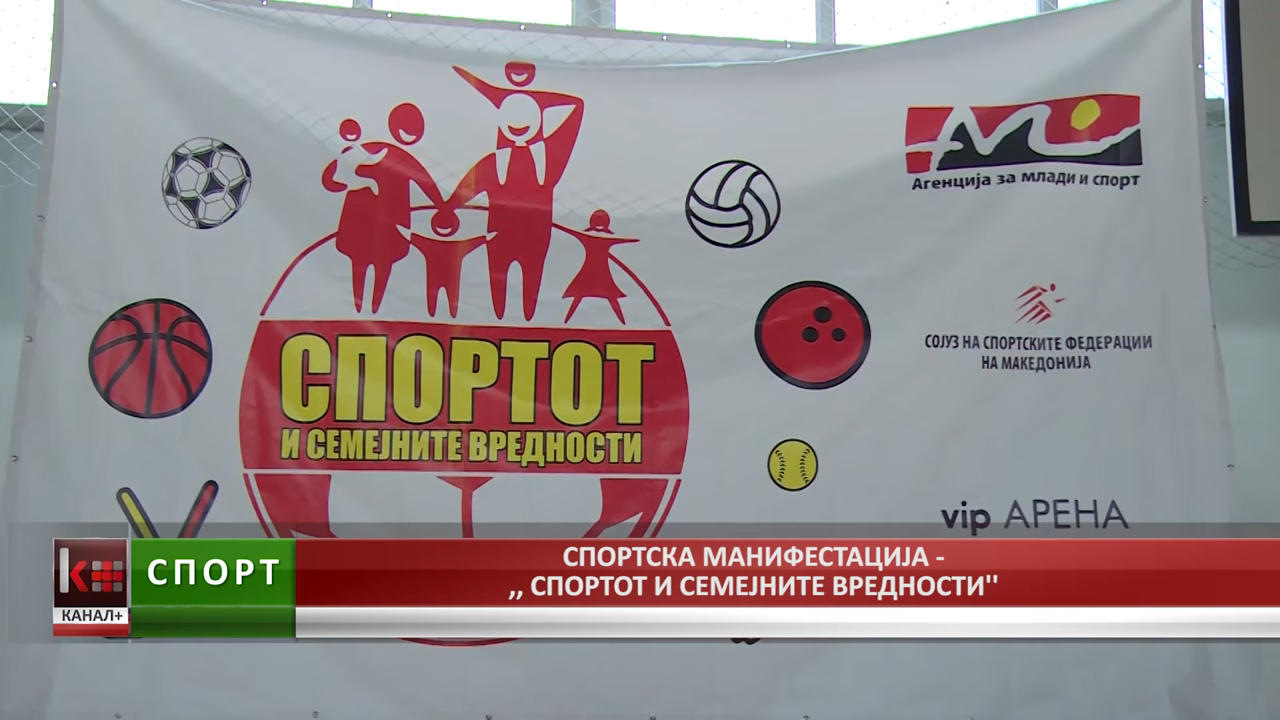 Агенција за млади и спорт
СОЈУЗ НА СПОРТСКИТЕ ФЕДЕРАЦИИ
НА МАКЕДОНИЈА
СПОРТОТ
И СЕМЕЈНИТЕ ВРЕДНОСТИ
vip АРЕНА
К
КАНАЛ+
СПОРТ
СПОРТСКА МАНИФЕСТАЦИЈА -
,, СПОРТОТ И СЕМЕЈНИТЕ ВРЕДНОСТИ''